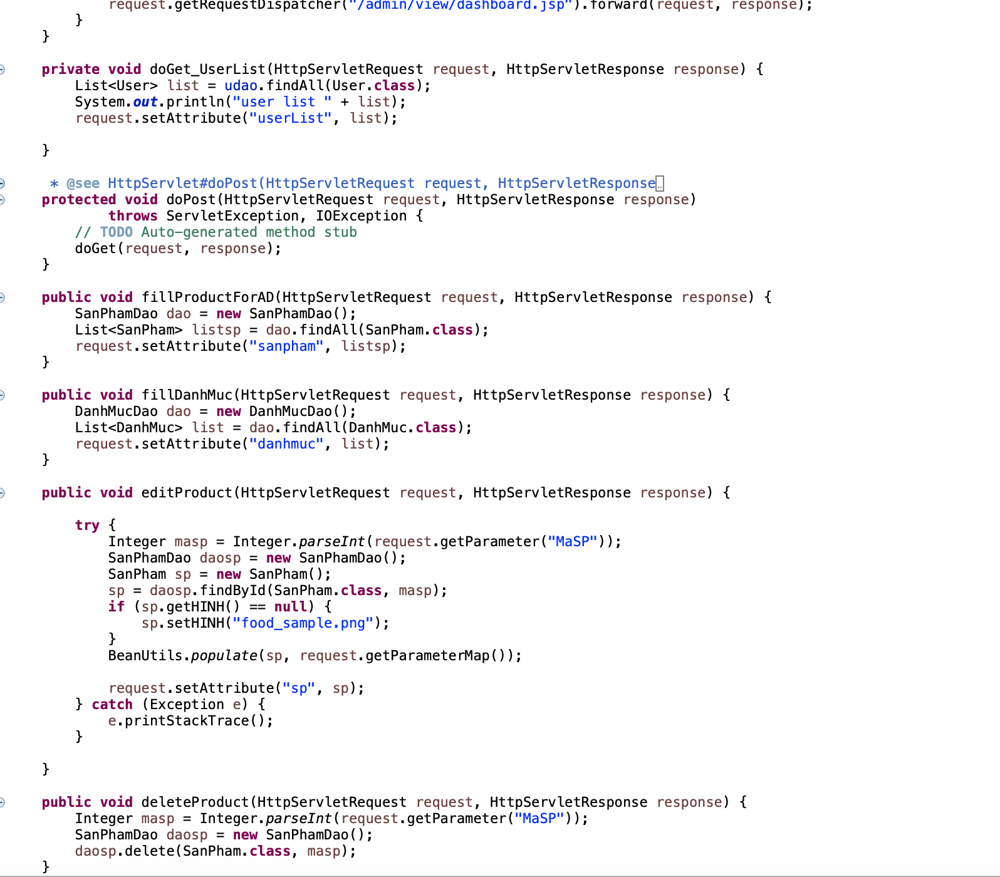 request.getRequestDispatcher("/admin/view/dashboard.jsp").forward(request, response);
}
}
private void doGet_UserList(HttpServletRequest request, HttpServletResponse response) {
List<User> list = udao.findAll(User.class);
System.out.println("user list " + list);
request.setAttribute("userList", list);
}
* @see HttpServlet#doPost(HttpServletRequest request, HttpServletResponse..
protected void doPost(HttpServletRequest request, HttpServletResponse response)
throws ServletException, IOException {
// TODO Auto-generated method stub
doGet(request, response);
}
public void fillProductForAD(HttpServletRequest request, HttpServletResponse response) {
SanPhamDao dao = new SanPhamDao();
List<SanPham> listsp = dao.findAll(SanPham.class);
request.setAttribute("sanpham", listsp);
}
public void fillDanhMuc(HttpServletRequest request, HttpServletResponse response) {
DanhMucDao dao = new DanhMucDao();
List<DanhMuc> list = dao.findAll(DanhMuc.class);
request.setAttribute("danhmuc", list);
}
public void editProduct(HttpServletRequest request, HttpServletResponse response) {
try {
Integer masp = Integer.parseInt(request.getParameter("MaSP"));
SanPhamDao daosp = new SanPhamDao();
SanPham sp = new SanPham();
sp = daosp.findById(SanPham.class, masp);
if (sp.getHINH() == null) {
sp.setHINH("food_sample.png");
}
BeanUtils.populate(sp, request.getParameterMap());
request.setAttribute("sp", sp);
} catch (Exception e) {
e.printStackTrace();
}
}
public void deleteProduct(HttpServletRequest request, HttpServletResponse response) {
Integer masp = Integer.parseInt(request.getParameter("MaSP"));
SanPhamDao daosp = new SanPhamDao();
daosp.delete(SanPham.class, masp);
}